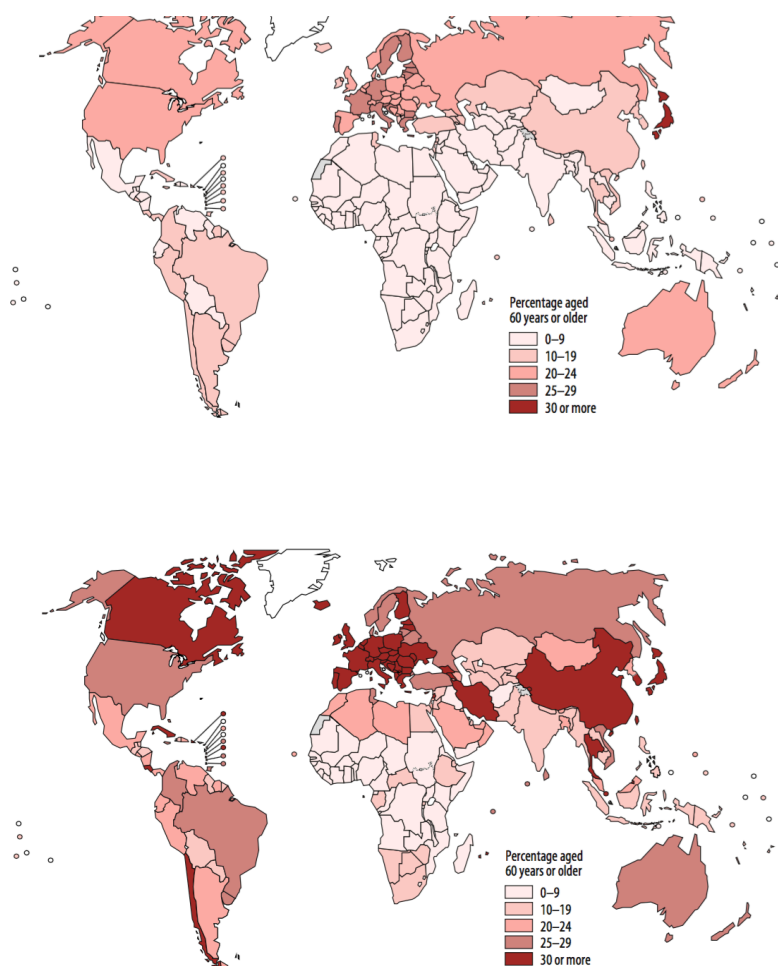 Percentage aged
60 years or older
0–9
10–19
20–24
25–29
30 or more
Percentage aged
60 years or older
0–9
10–19
20–24
25–29
30 or more